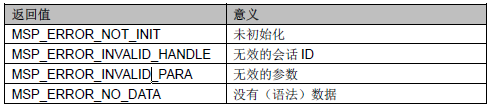 返回值 意义
MSP_ERROR_NOT_INIT 未初始化
MSP_ERROR_INVALID_HANDLE 无效的会话 ID
MSP_ERROR_INVALID_PARA 无效的参数
MSP_ERROR_NO_DATA 没有（语法）数据